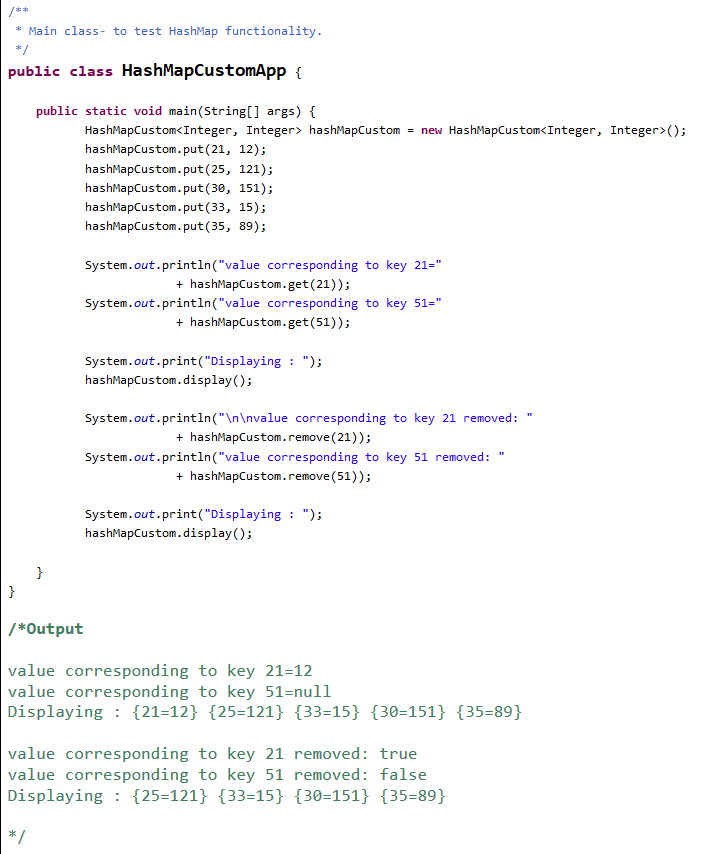 /**
 * Main class- to test HashMap functionality.
 */
public class HashMapCustomApp {
    public static void main(String[] args) {
           HashMapCustom<Integer, Integer> hashMapCustom = new HashMapCustom<Integer, Integer>();
           hashMapCustom.put(21, 12);
           hashMapCustom.put(25, 121);
           hashMapCustom.put(30, 151);
           hashMapCustom.put(33, 15);
           hashMapCustom.put(35, 89);
           System.out.println("value corresponding to key 21="
                        + hashMapCustom.get(21));
           System.out.println("value corresponding to key 51="
                        + hashMapCustom.get(51));
           System.out.print("Displaying : ");
           hashMapCustom.display();
           System.out.println("\n\nvalue corresponding to key 21 removed: "
                        + hashMapCustom.remove(21));
           System.out.println("value corresponding to key 51 removed: "
                        + hashMapCustom.remove(51));
           System.out.print("Displaying : ");
           hashMapCustom.display();
    }
}
/*Output
value corresponding to key 21=12
value corresponding to key 51=null
Displaying : {21=12} {25=121} {33=15} {30=151} {35=89}
value corresponding to key 21 removed: true
value corresponding to key 51 removed: false
Displaying : {25=121} {33=15} {30=151} {35=89}
*/